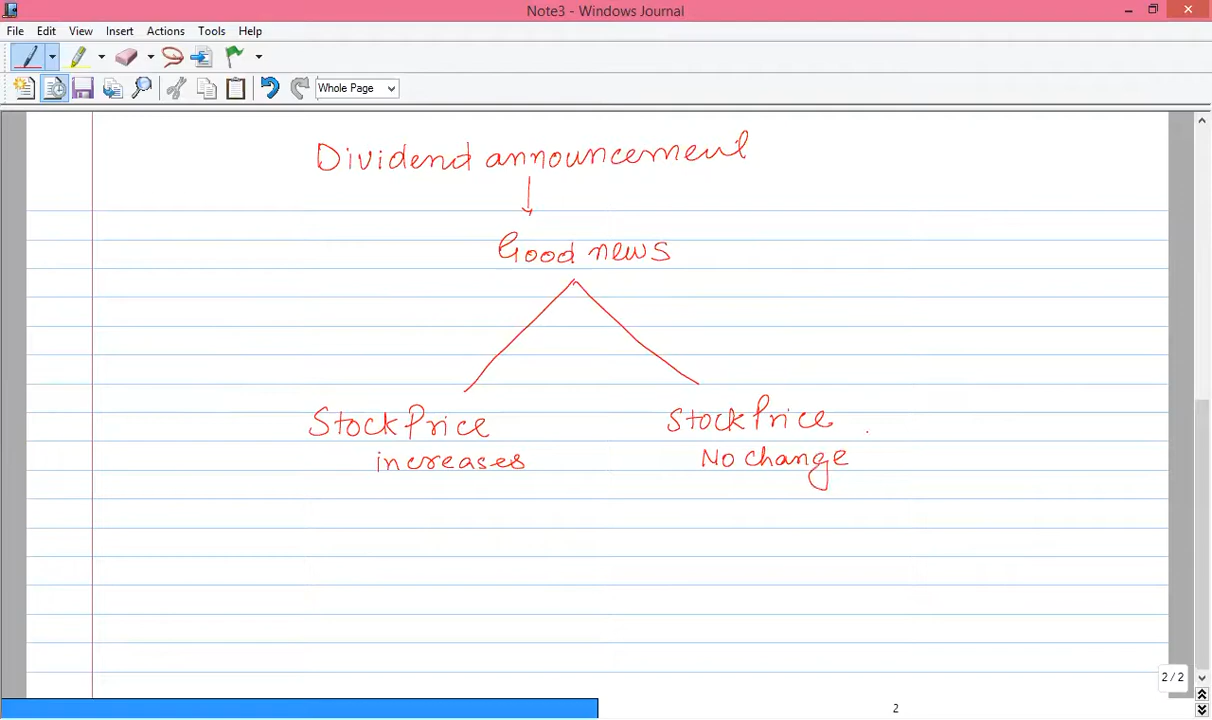 Note3 - Windows Journal
File Edit View Insert Actions Tools Help
Whole Page
Dividend announcement
Good news
Stock Price
increases
Stock Price
No change
2 / 2
2